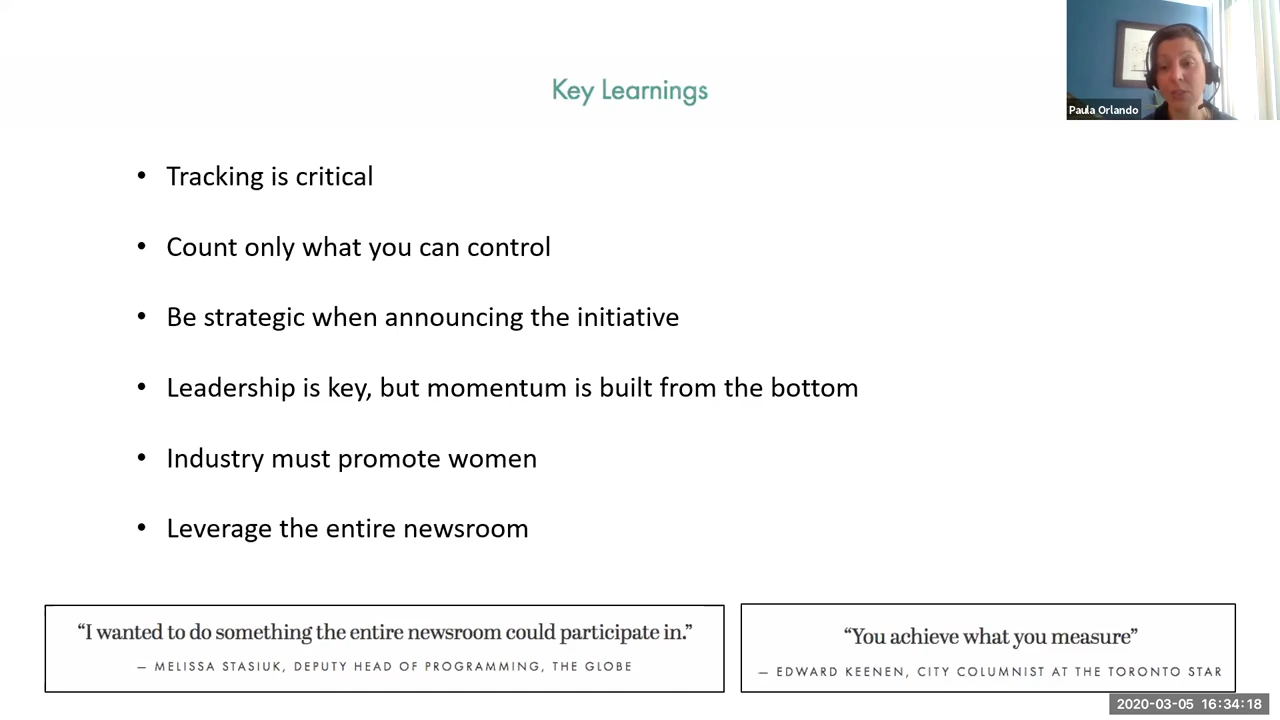 Key Learnings
Paula Orlando
• Tracking is critical
• Count only what you can control
• Be strategic when announcing the initiative
• Leadership is key, but momentum is built from the bottom
• Industry must promote women
• Leverage the entire newsroom
“I wanted to do something the entire newsroom could participate in.”
— MELISSA STASIUK, DEPUTY HEAD OF PROGRAMMING, THE GLOBE
“You achieve what you measure”
— EDWARD KEENEN, CITY COLUMNIST AT THE TORONTO STAR
2020-03-05 16:34:18